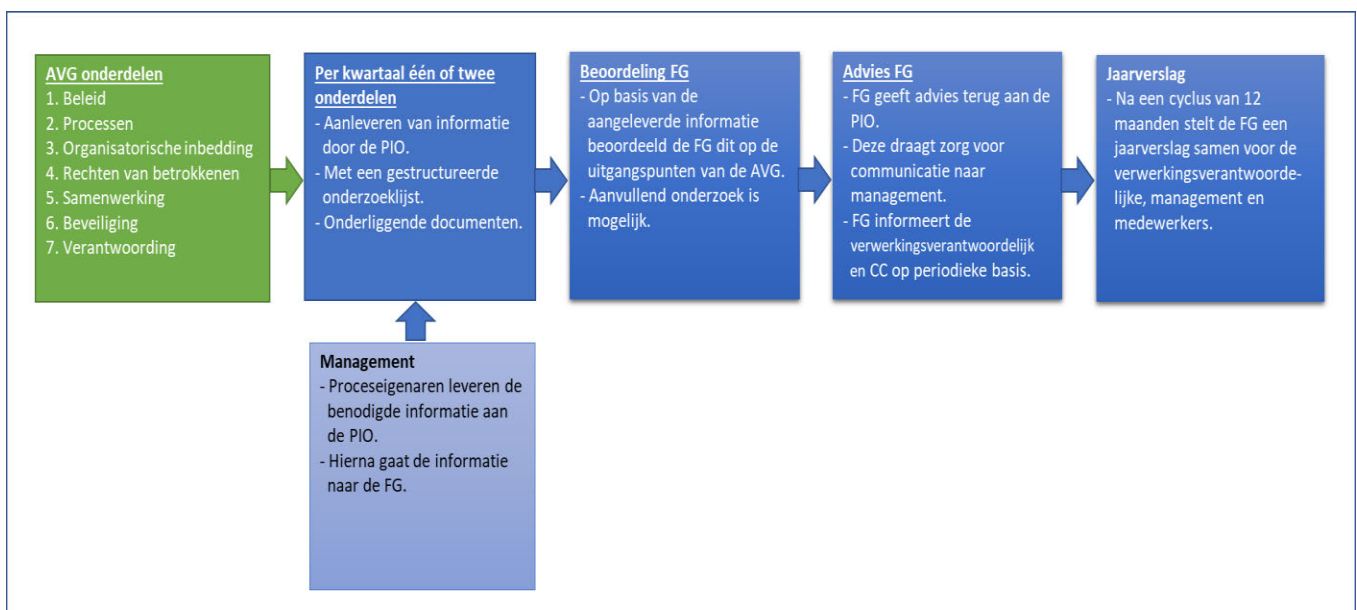 AVG onderdelen
1. Beleid
2. Processen
3. Organisatorische inbedding
4. Rechten van betrokkenen
5. Samenwerking
6. Beveiliging
7. Verantwoording
Per kwartaal één of twee
onderdelen
- Aanleveren van informatie
door de PIO.
- Met een gestructureerde
onderzoeklijst.
- Onderliggende documenten.
Management
- Proceseigenaren leveren de
benodigde informatie aan
de PIO.
- Hierna gaat de informatie
naar de FG.
Beoordeling FG
- Op basis van de
aangeleverde informatie
beoordeeld de FG dit op de
uitgangspunten van de AVG.
- Aanvullend onderzoek is
mogelijk.
Advies FG
- FG geeft advies terug aan de
PIO.
- Deze draagt zorg voor
communicatie naar
management.
- FG informeert de
verwerkingsverantwoordelijk
en CC op periodieke basis.
Jaarverslag
- Na een cyclus van 12
maanden stelt de FG een
jaarverslag samen voor de
verwerkingsverantwoorde-
lijke, management en
medewerkers.